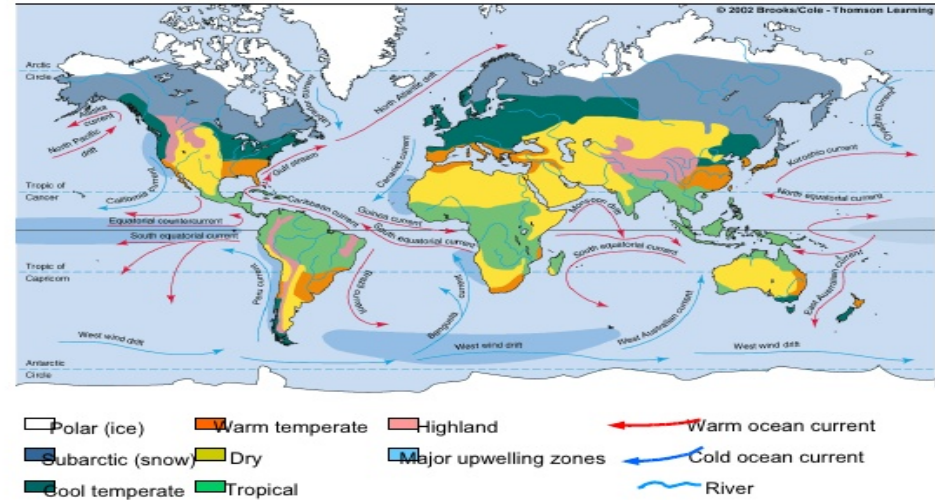 © 2002 Brooks/Cole - Thomson Learning
Arctic
Circle
Alaska
current
North Pacific
drift
Labrador current
North Atlantic drift
Oyashio current
Kuroshio current
Gulf stream
Canaries current
California current
Tropic of
Cancer
Caribbean current
Guinea current
Monsoon drift
North equatorial current
Equatorial countercurrent
South equatorial current
South equatorial current
South equatorial current
Tropic of
Capricorn
Peru current
Brazil current
Benguela current
West Australian current
East Australian current
West wind drift
West wind drift
West wind drift
Antarctic
Circle
Polar (ice)
Warm temperate
Highland
Warm ocean current
Subarctic (snow)
Dry
Major upwelling zones
Cold ocean current
Cool temperate
Tropical
River